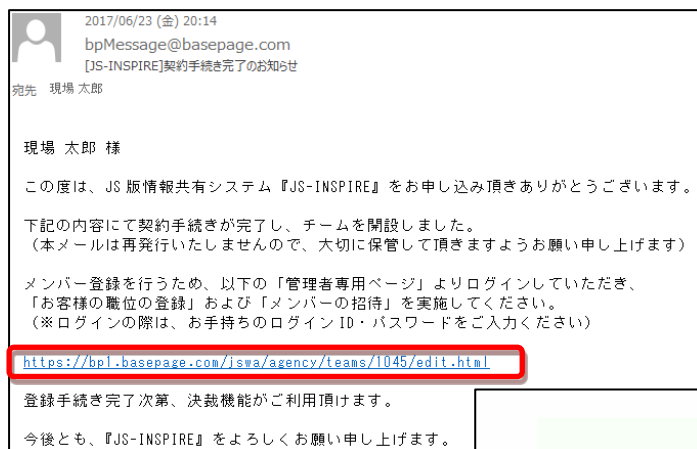 2017/06/23 (金) 20:14
bpMessage@basepage.com
[JS-INSPIRE]契約手続き完了のお知らせ
宛先 現場 太郎
現場 太郎 様
この度は、JS 版情報共有システム『JS-INSPIRE』をお申し込み頂きありがとうございます。
下記の内容にて契約手続きが完了し、チームを開設しました。
（本メールは再発行いたしませんので、大切に保管して頂きますようお願い申し上げます）
メンバー登録を行うため、以下の「管理者専用ページ」よりログインしていただき、
「お客様の職位の登録」および「メンバーの招待」を実施してください。
（※ログインの際は、お手持ちのログイン ID・パスワードをご入力ください）
https://bp1.basepage.com/jswa/agency/teams/1045/edit.html
登録手続き完了次第、決裁機能がご利用頂けます。
今後とも、『JS-INSPIRE』をよろしくお願い申し上げます。